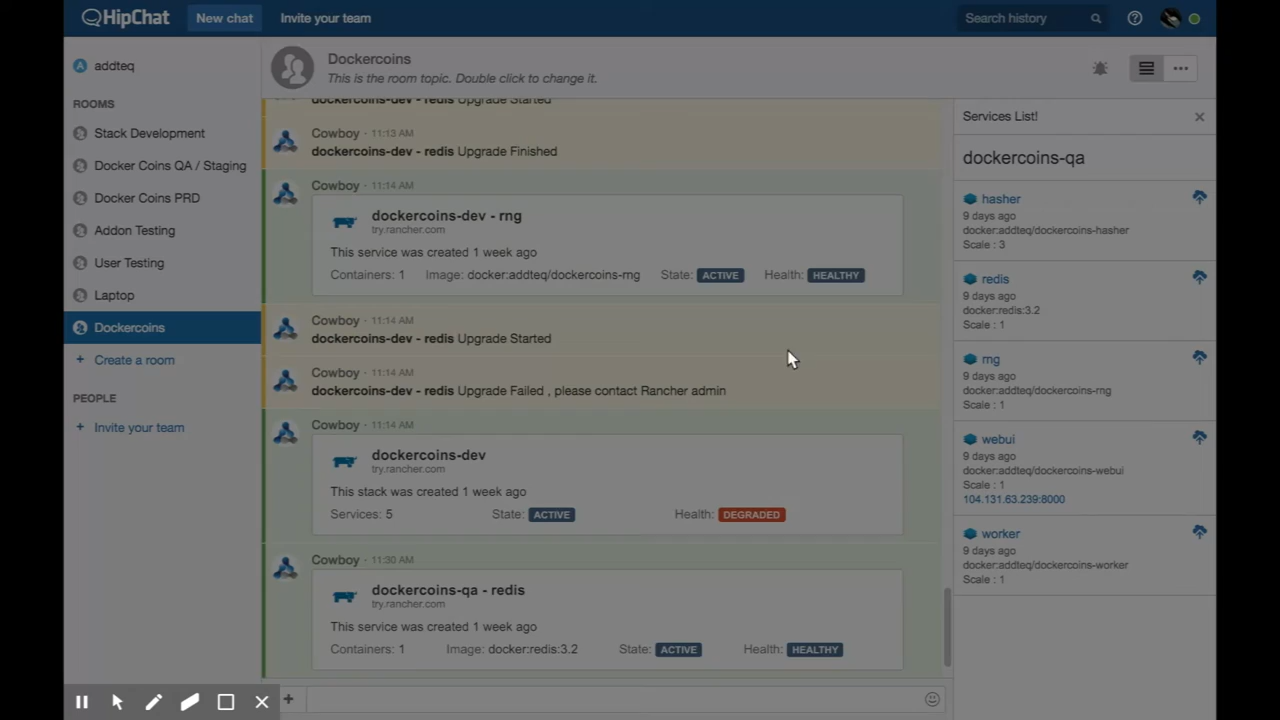 HipChat
New chat
Invite your team
Search history
addteq
ROOMS
Stack Development
Docker Coins QA / Staging
Docker Coins PRD
Addon Testing
User Testing
Laptop
Dockercoins
+ Create a room
PEOPLE
+ Invite your team
Dockercoins
This is the room topic. Double click to change it.
dockercoins-dev - redis Upgrade Started
Cowboy · 11:13 AM
dockercoins-dev - redis Upgrade Finished
Cowboy · 11:14 AM
dockercoins-dev - rng
try.rancher.com
This service was created 1 week ago
Containers: 1 Image: docker:addteq/dockercoins-rng State: ACTIVE Health: HEALTHY
Cowboy · 11:14 AM
dockercoins-dev - redis Upgrade Started
Cowboy · 11:14 AM
dockercoins-dev - redis Upgrade Failed , please contact Rancher admin
Cowboy · 11:14 AM
dockercoins-dev
try.rancher.com
This stack was created 1 week ago
Services: 5 State: ACTIVE Health: DEGRADED
Cowboy · 11:30 AM
dockercoins-qa - redis
try.rancher.com
This service was created 1 week ago
Containers: 1 Image: docker:redis:3.2 State: ACTIVE Health: HEALTHY
Services List!
dockercoins-qa
hasher
9 days ago
docker:addteq/dockercoins-hasher
Scale : 3
redis
9 days ago
docker:redis:3.2
Scale : 1
rng
9 days ago
docker:addteq/dockercoins-rng
Scale : 1
webui
9 days ago
docker:addteq/dockercoins-webui
Scale : 1
104.131.63.239:8000
worker
9 days ago
docker:addteq/dockercoins-worker
Scale : 1